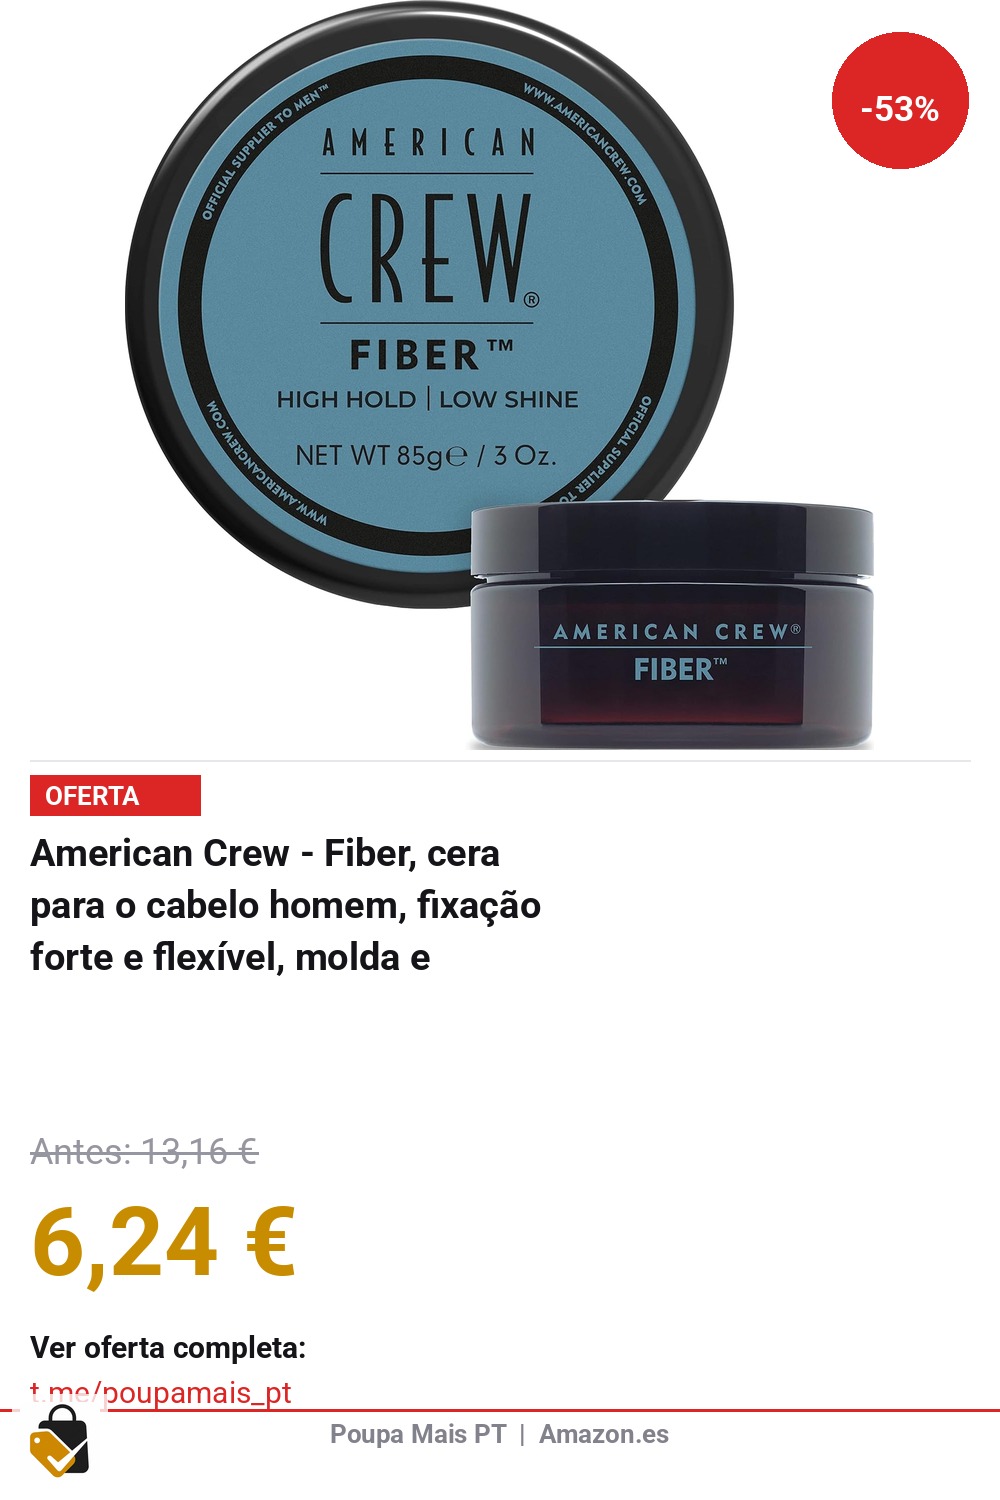 OFFICIAL SUPPLIER TO MEN™
WWW.AMERICANCREW.COM
AMERICAN
CREW®
FIBER™
HIGH HOLD | LOW SHINE
NET WT 85g℮ / 3 Oz.
WWW.AMERICANCREW.COM
OFFICIAL SUPPLIER TO
-53%
AMERICAN CREW®
FIBER™
OFERTA
American Crew - Fiber, cera
para o cabelo homem, fixação
forte e flexível, molda e
Antes: 13,16 €
6,24 €
Ver oferta completa:
t.me/poupamais_pt
Poupa Mais PT | Amazon.es